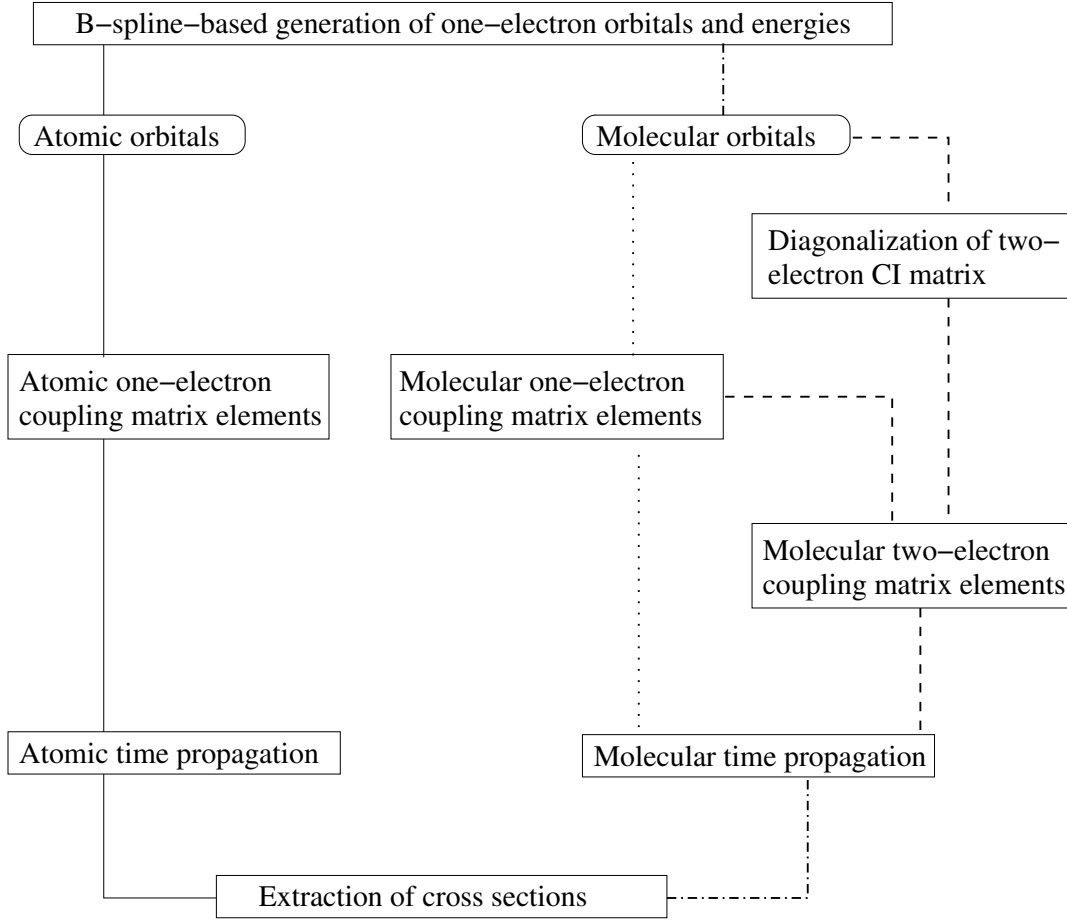 B−spline−based generation of one−electron orbitals and energies
Atomic orbitals
Molecular orbitals
Diagonalization of two−
electron CI matrix
Atomic one−electron
coupling matrix elements
Molecular one−electron
coupling matrix elements
Molecular two−electron
coupling matrix elements
Atomic time propagation
Molecular time propagation
Extraction of cross sections